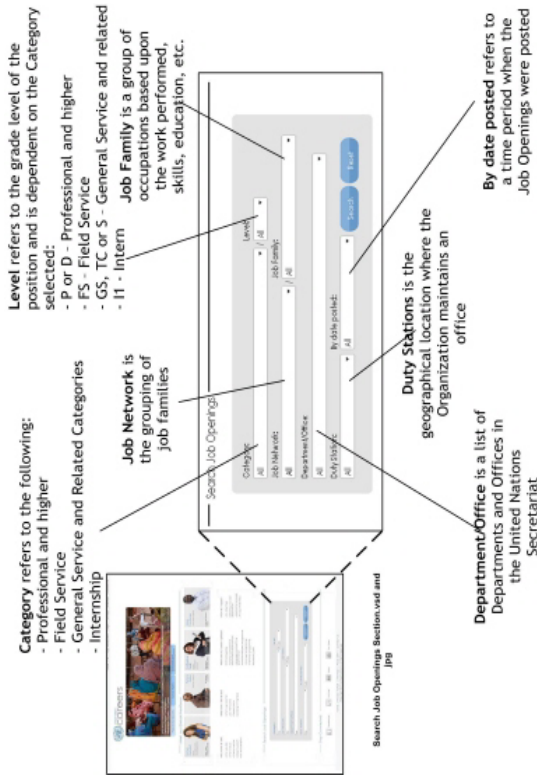 Category refers to the following:
- Professional and higher
- Field Service
- General Service and Related Categories
- Internship
Level refers to the grade level of the
position and is dependent on the Category
selected:
- P or D - Professional and higher
- FS - Field Service
- GS, TC or S - General Service and related
- I1 - Intern
Job Network is
the grouping of
job families
Job Family is a group of
occupations based upon
the work performed,
skills, education, etc.
careers
Search Job Openings
Category:
Level:
All
/
All
Job Network:
Job Family:
All
/
All
Department/Office:
All
Duty Station:
By date posted:
All
All
Search
Reset
Search Job Openings Section.vsd and
jpg
Department/Office is a list of
Departments and Offices in
the United Nations
Secretariat
Duty Stations is the
geographical location where the
Organization maintains an
office
By date posted refers to
a time period when the
Job Openings were posted